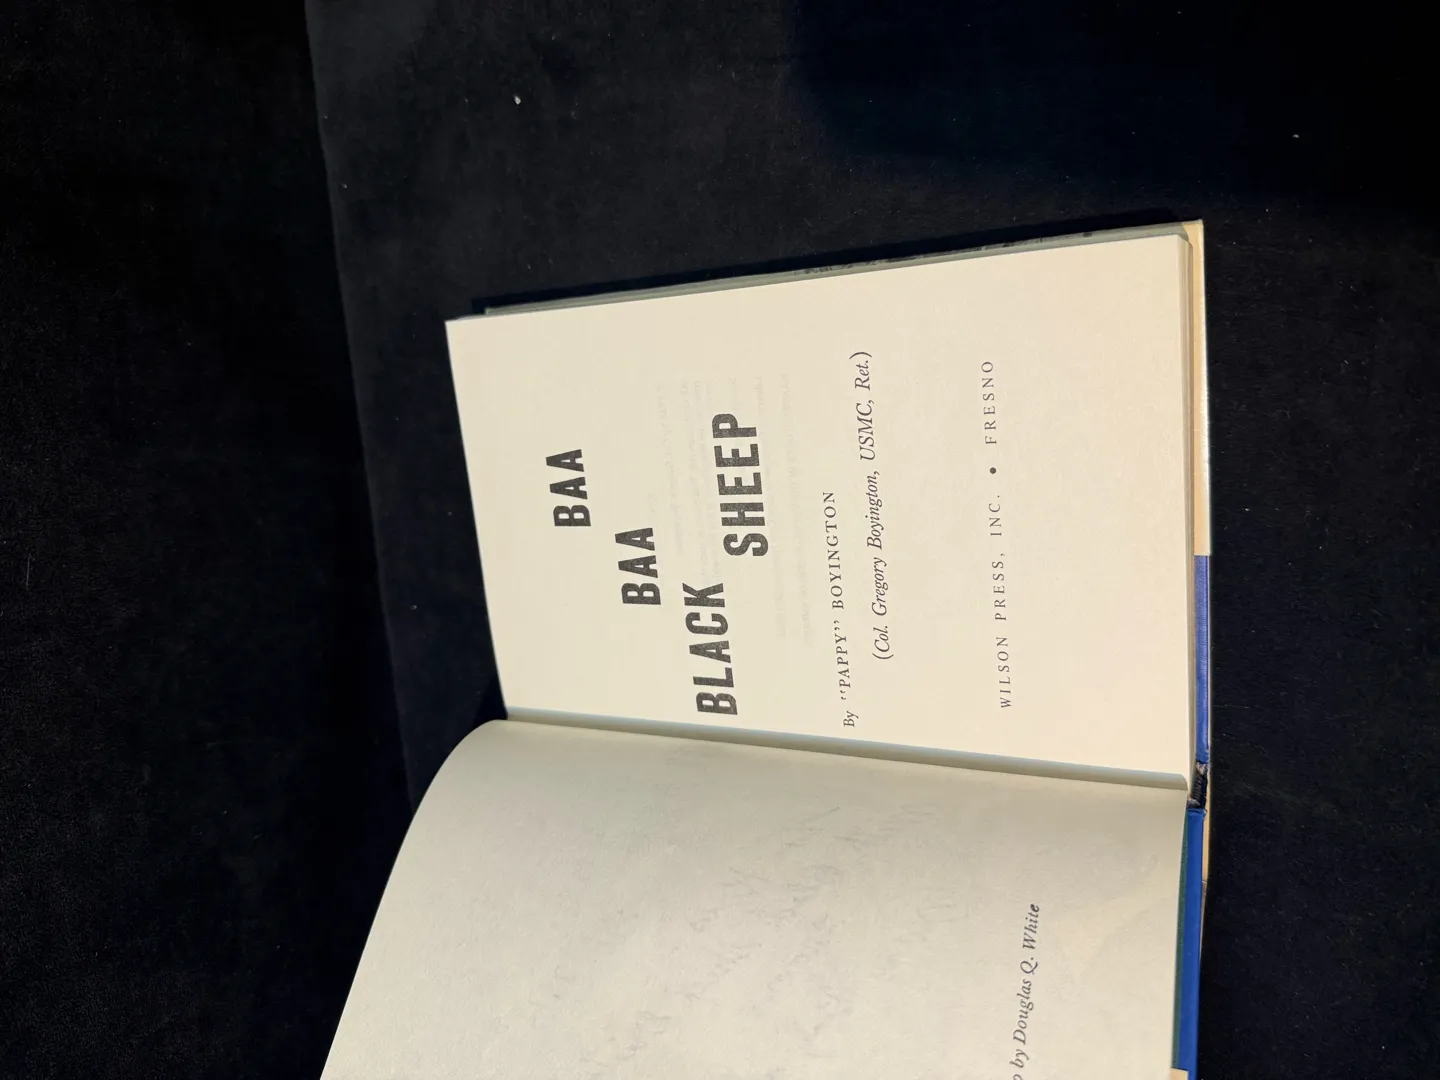 by Douglas Q. White
BAA
BAA
BLACK
SHEEP
By "PAPPY" BOYINGTON
(Col. Gregory Boyington, USMC, Ret.)
WILSON PRESS, INC. • FRESNO